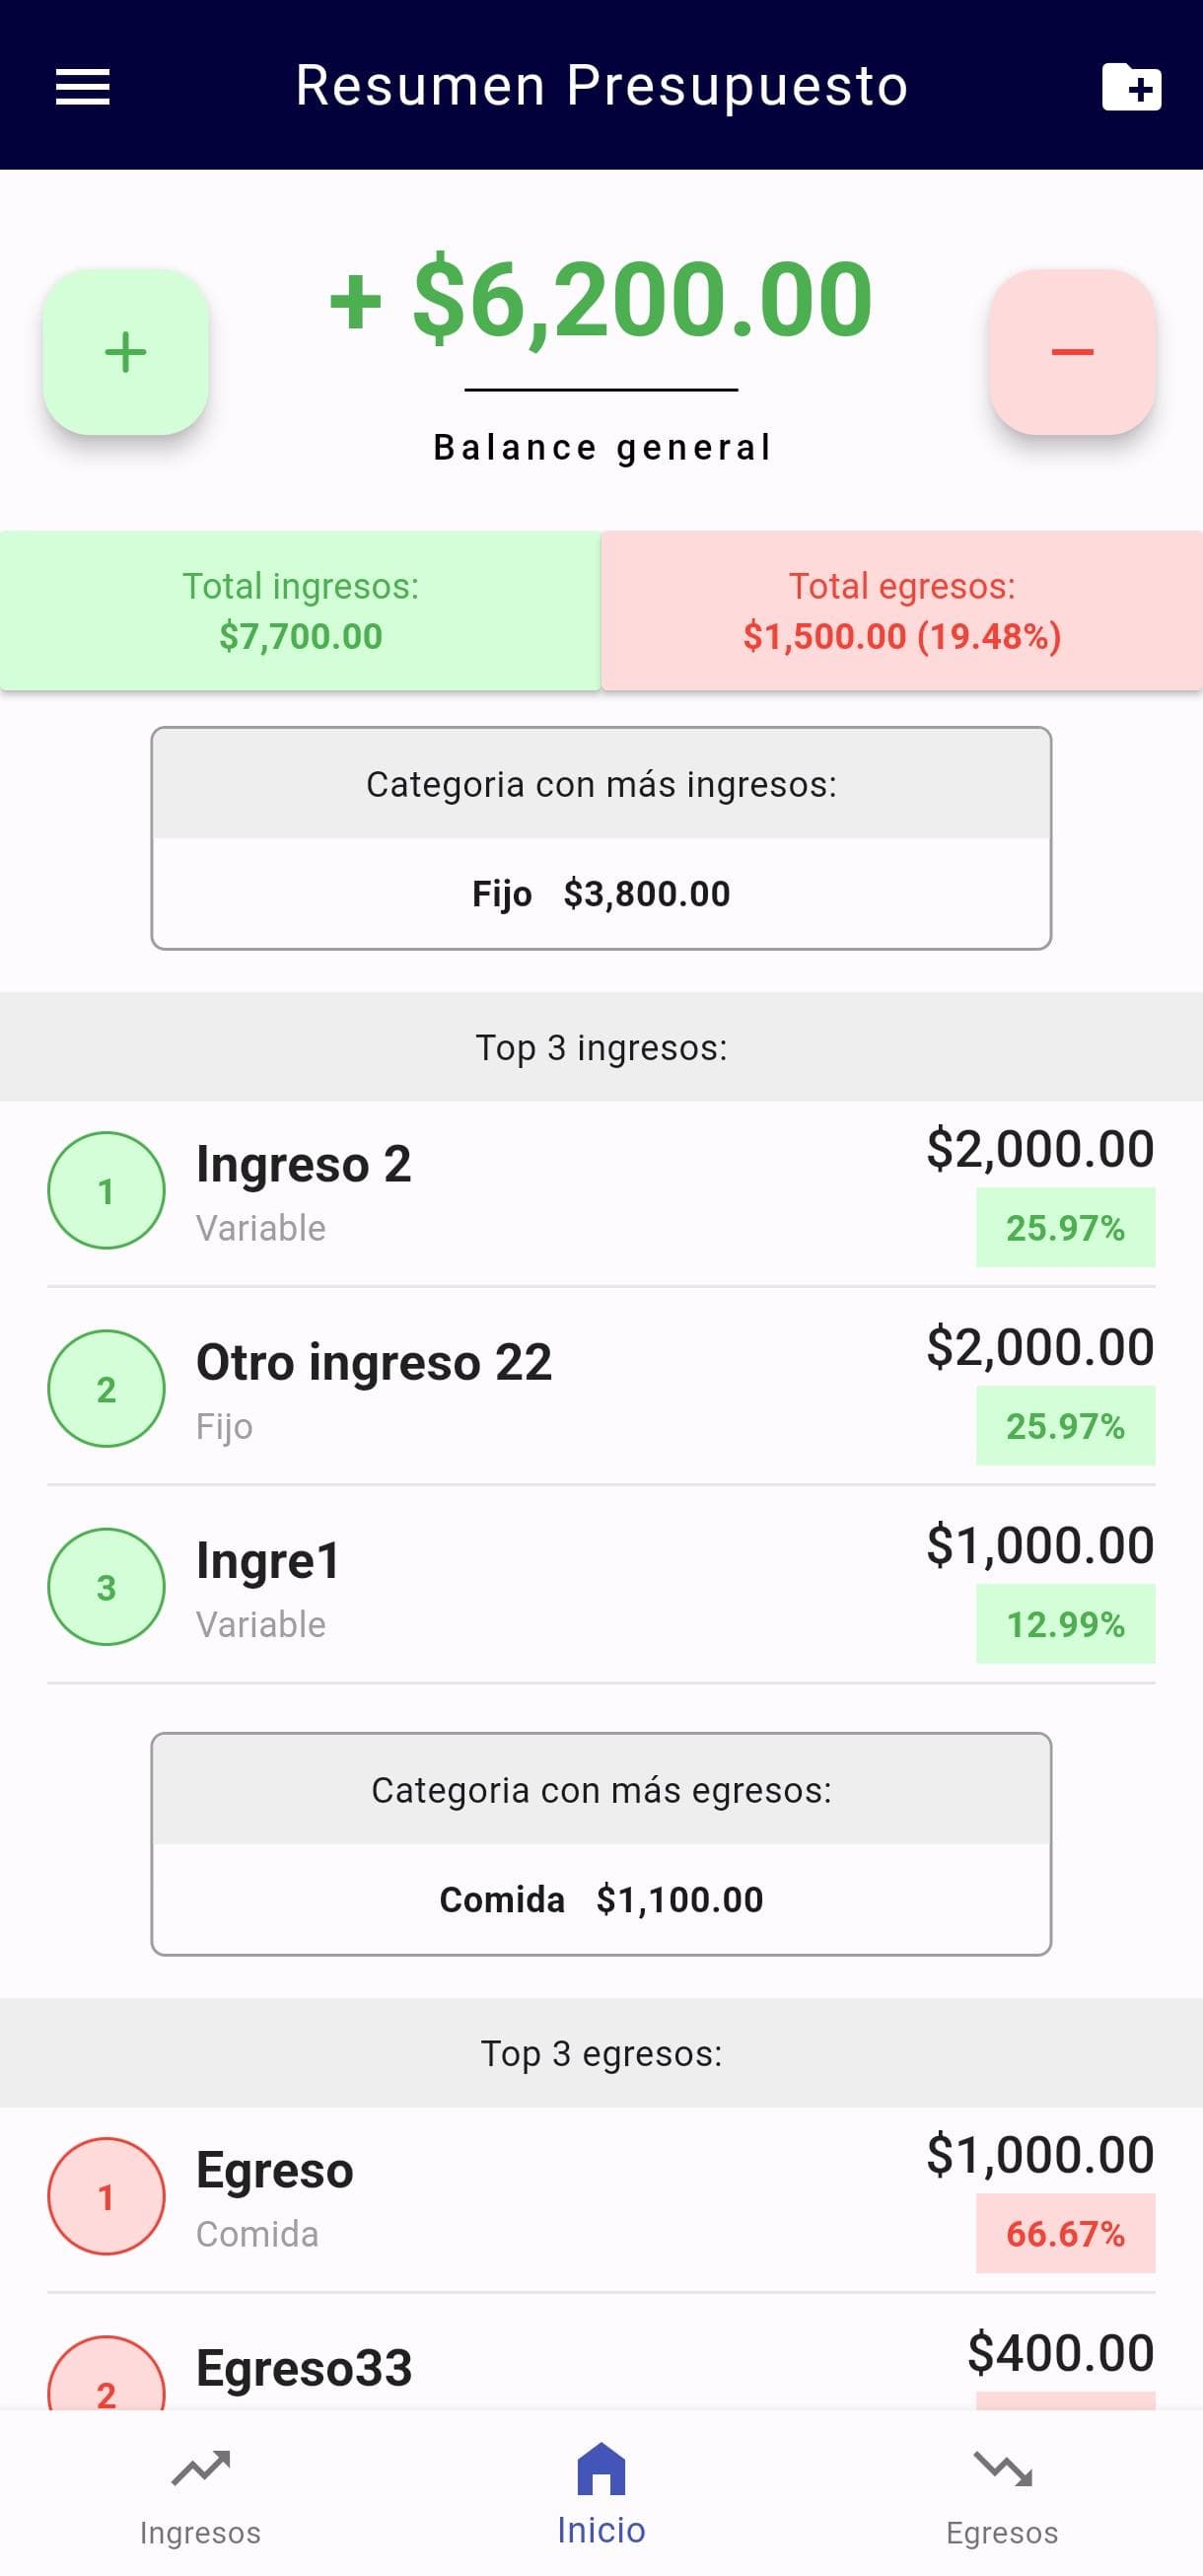 Resumen Presupuesto
+ $6,200.00
Balance general
Total ingresos:
$7,700.00
Total egresos:
$1,500.00 (19.48%)
Categoria con más ingresos:
Fijo $3,800.00
Top 3 ingresos:
1
Ingreso 2
Variable
$2,000.00
25.97%
2
Otro ingreso 22
Fijo
$2,000.00
25.97%
3
Ingre1
Variable
$1,000.00
12.99%
Categoria con más egresos:
Comida $1,100.00
Top 3 egresos:
1
Egreso
Comida
$1,000.00
66.67%
2
Egreso33
$400.00
Ingresos
Inicio
Egresos